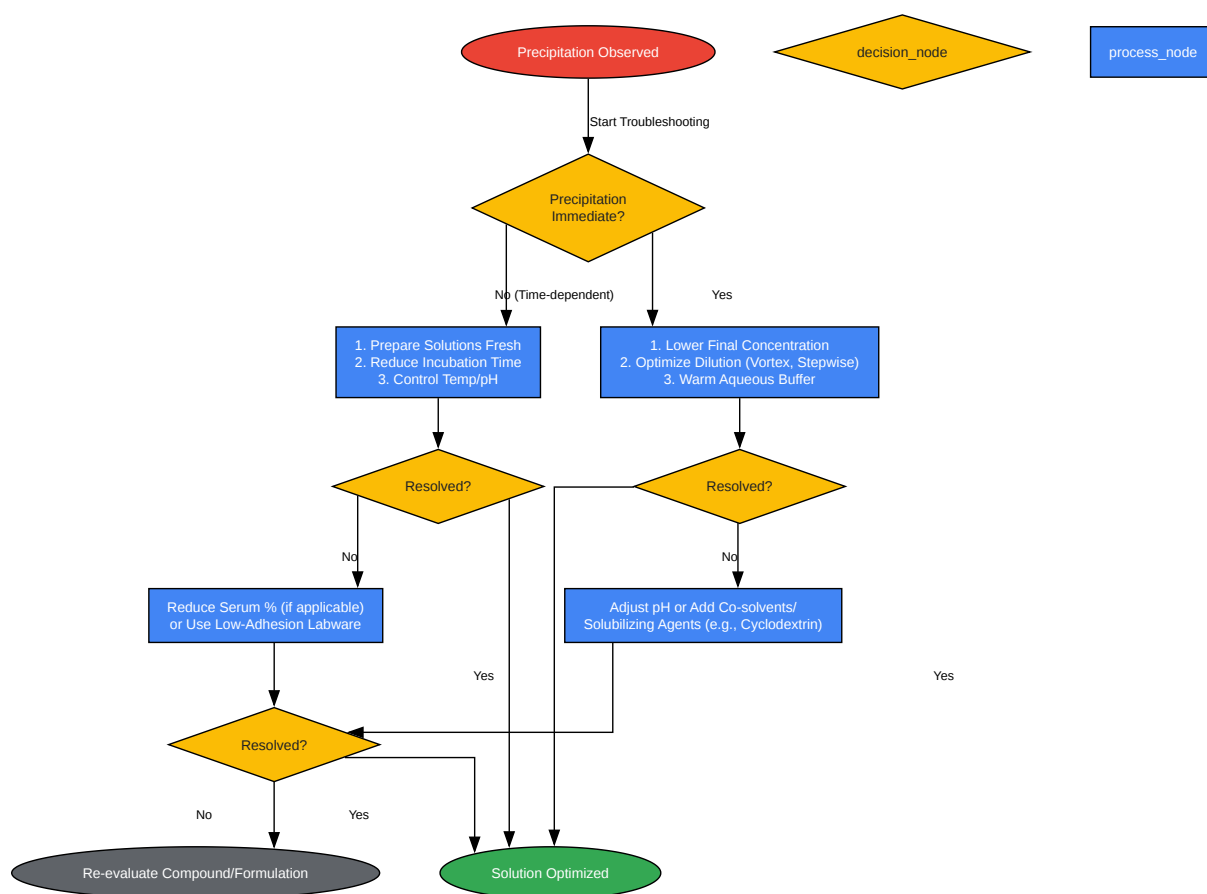 Precipitation Observed
decision_node
process_node
Start Troubleshooting
Precipitation
Immediate?
No (Time-dependent)
Yes
1. Prepare Solutions Fresh
2. Reduce Incubation Time
3. Control Temp/pH
1. Lower Final Concentration
2. Optimize Dilution (Vortex, Stepwise)
3. Warm Aqueous Buffer
Resolved?
Resolved?
No
No
Reduce Serum % (if applicable)
or Use Low-Adhesion Labware
Adjust pH or Add Co-solvents/
Solubilizing Agents (e.g., Cyclodextrin)
Yes
Yes
Resolved?
No
Yes
Re-evaluate Compound/Formulation
Solution Optimized